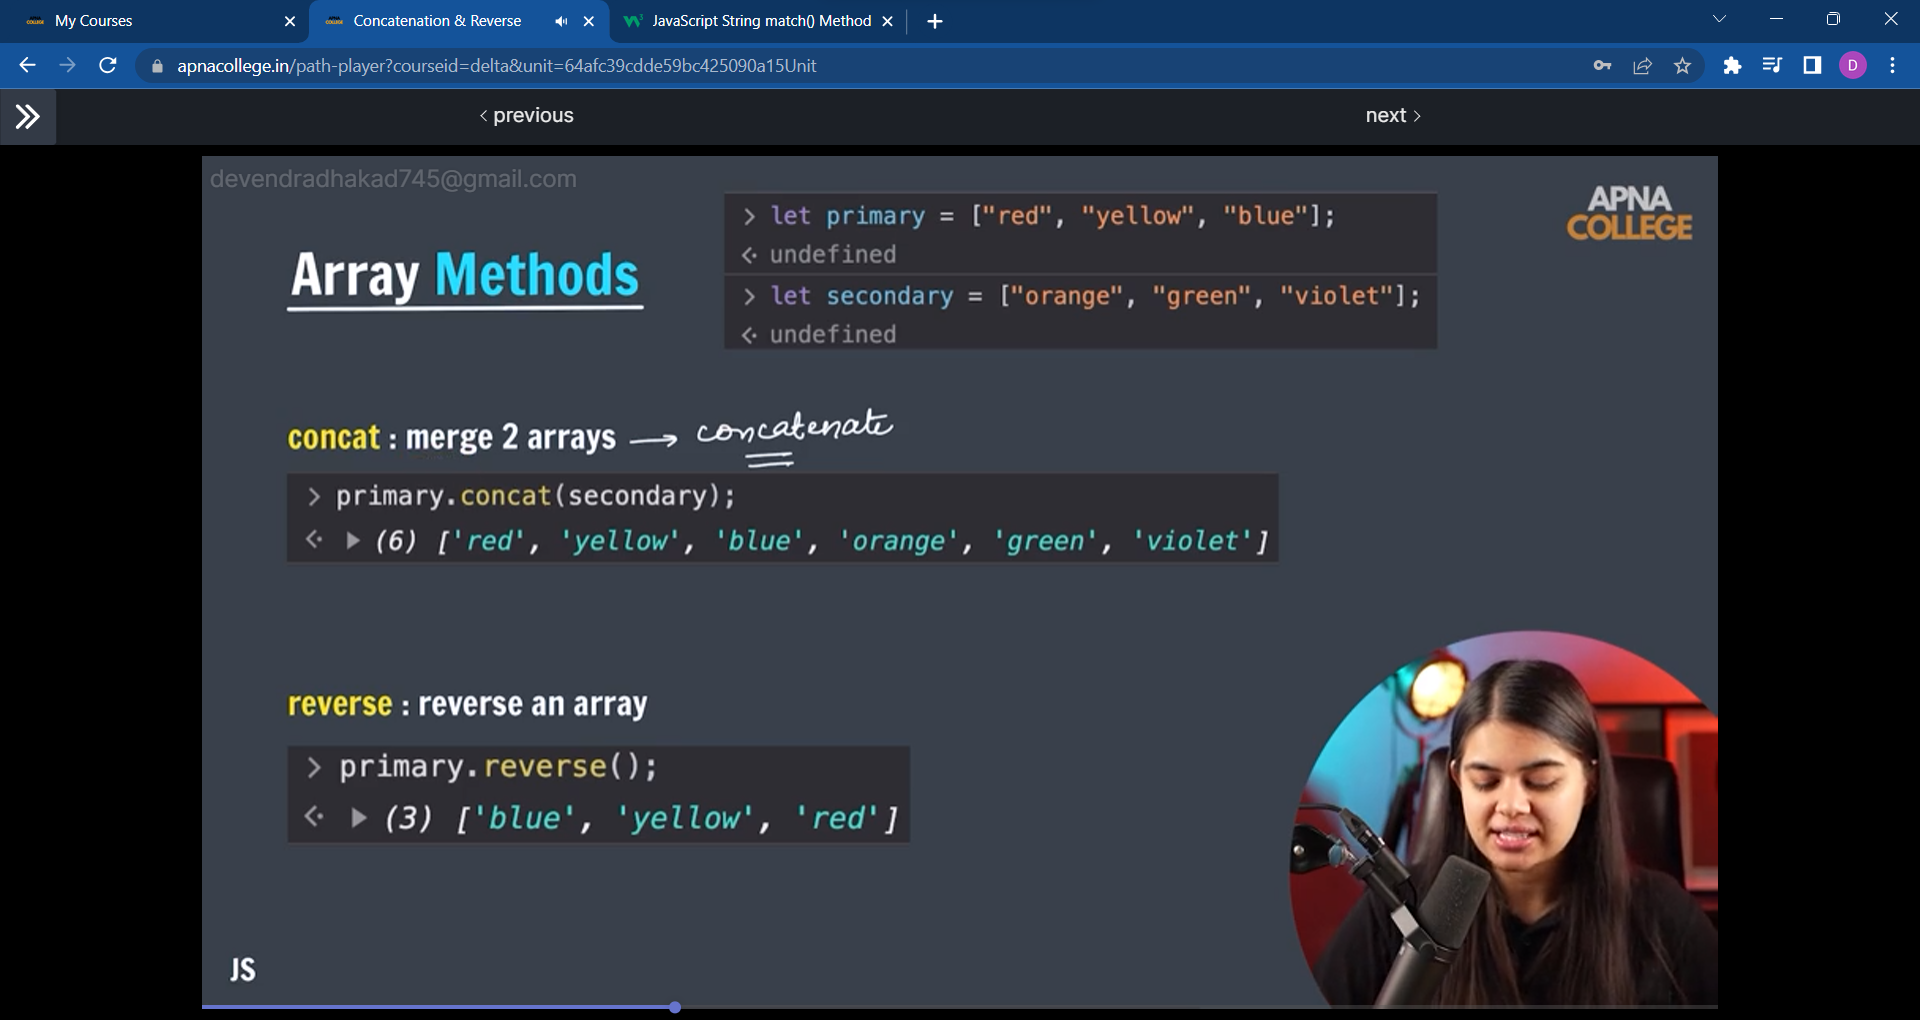 My Courses
Concatenation & Reverse
JavaScript String match() Method
apnacollege.in/path-player?courseid=delta&unit=64afc39cdde59bc425090a15Unit
D
< previous
next >
devendradhakad745@gmail.com
APNA
COLLEGE
> let primary = ["red", "yellow", "blue"];
undefined
> let secondary = ["orange", "green", "violet"];
undefined
Array Methods
concat : merge 2 arrays → concatenate
> primary.concat(secondary);
(6) ['red', 'yellow', 'blue', 'orange', 'green', 'violet']
reverse : reverse an array
> primary.reverse();
(3) ['blue', 'yellow', 'red']
JS